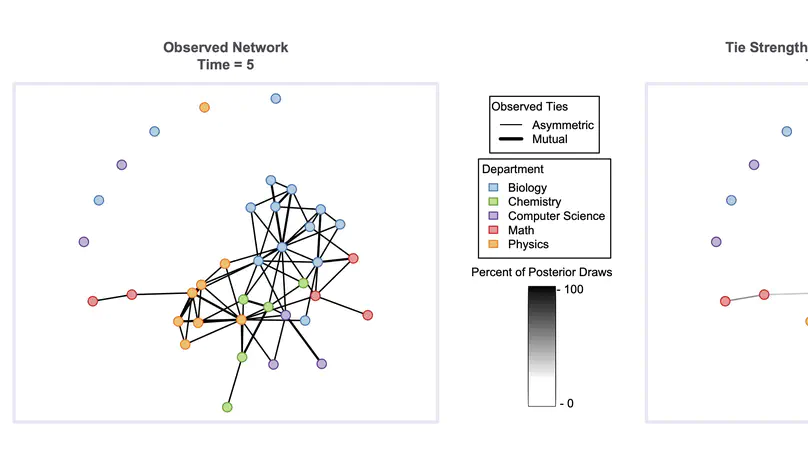 Observed Network
Time = 5
Observed Ties
Asymmetric
Mutual
Department
Biology
Chemistry
Computer Science
Math
Physics
Percent of Posterior Draws
- 100
- 0
Tie Strength